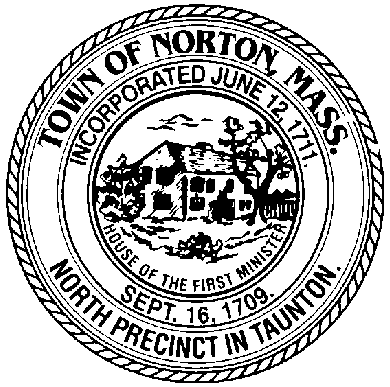 TOWN OF NORTON, MASS.
INCORPORATED JUNE 12, 1711.
HOUSE OF THE FIRST MINISTER
SEPT. 16, 1709.
NORTH PRECINCT IN TAUNTON.